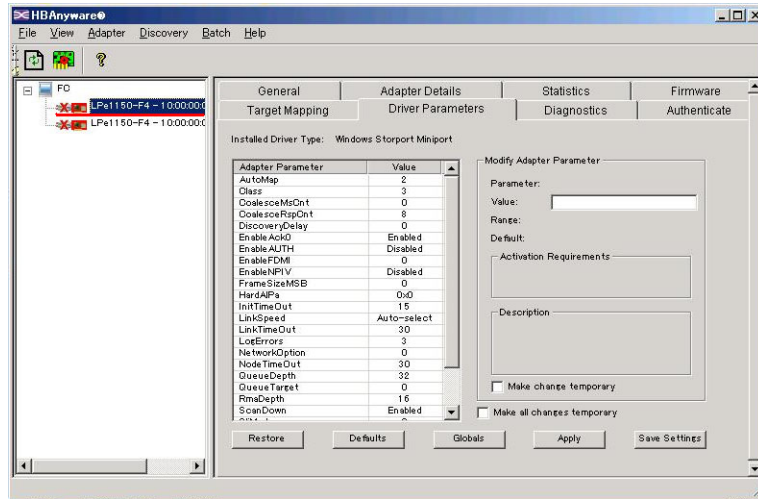 HBAnyware®
File View Adapter Discovery Batch Help
FC
LPe1150-F4 - 10:00:00:0
LPe1150-F4 - 10:00:00:0
General Adapter Details Statistics Firmware
Target Mapping Driver Parameters Diagnostics Authenticate
Installed Driver Type: Windows Storport Miniport
Adapter Parameter Value
AutoMap 2
Class 3
CoalesceMsCnt 0
CoalesceRspCnt 8
DiscoveryDelay 0
EnableAck0 Enabled
EnableAUTH Disabled
EnableFDMI 0
EnableNPIV Disabled
FrameSizeMSB 0
HardAlPa 0x0
InitTimeOut 15
LinkSpeed Auto-select
LinkTimeOut 30
LogErrors 3
NetworkOption 0
NodeTimeOut 30
QueueDepth 32
QueueTarget 0
RmaDepth 16
ScanDown Enabled
Modify Adapter Parameter
Parameter:
Value:
Range:
Default:
Activation Requirements
Description
Make change temporary
Make all changes temporary
Restore Defaults Globals Apply Save Settings